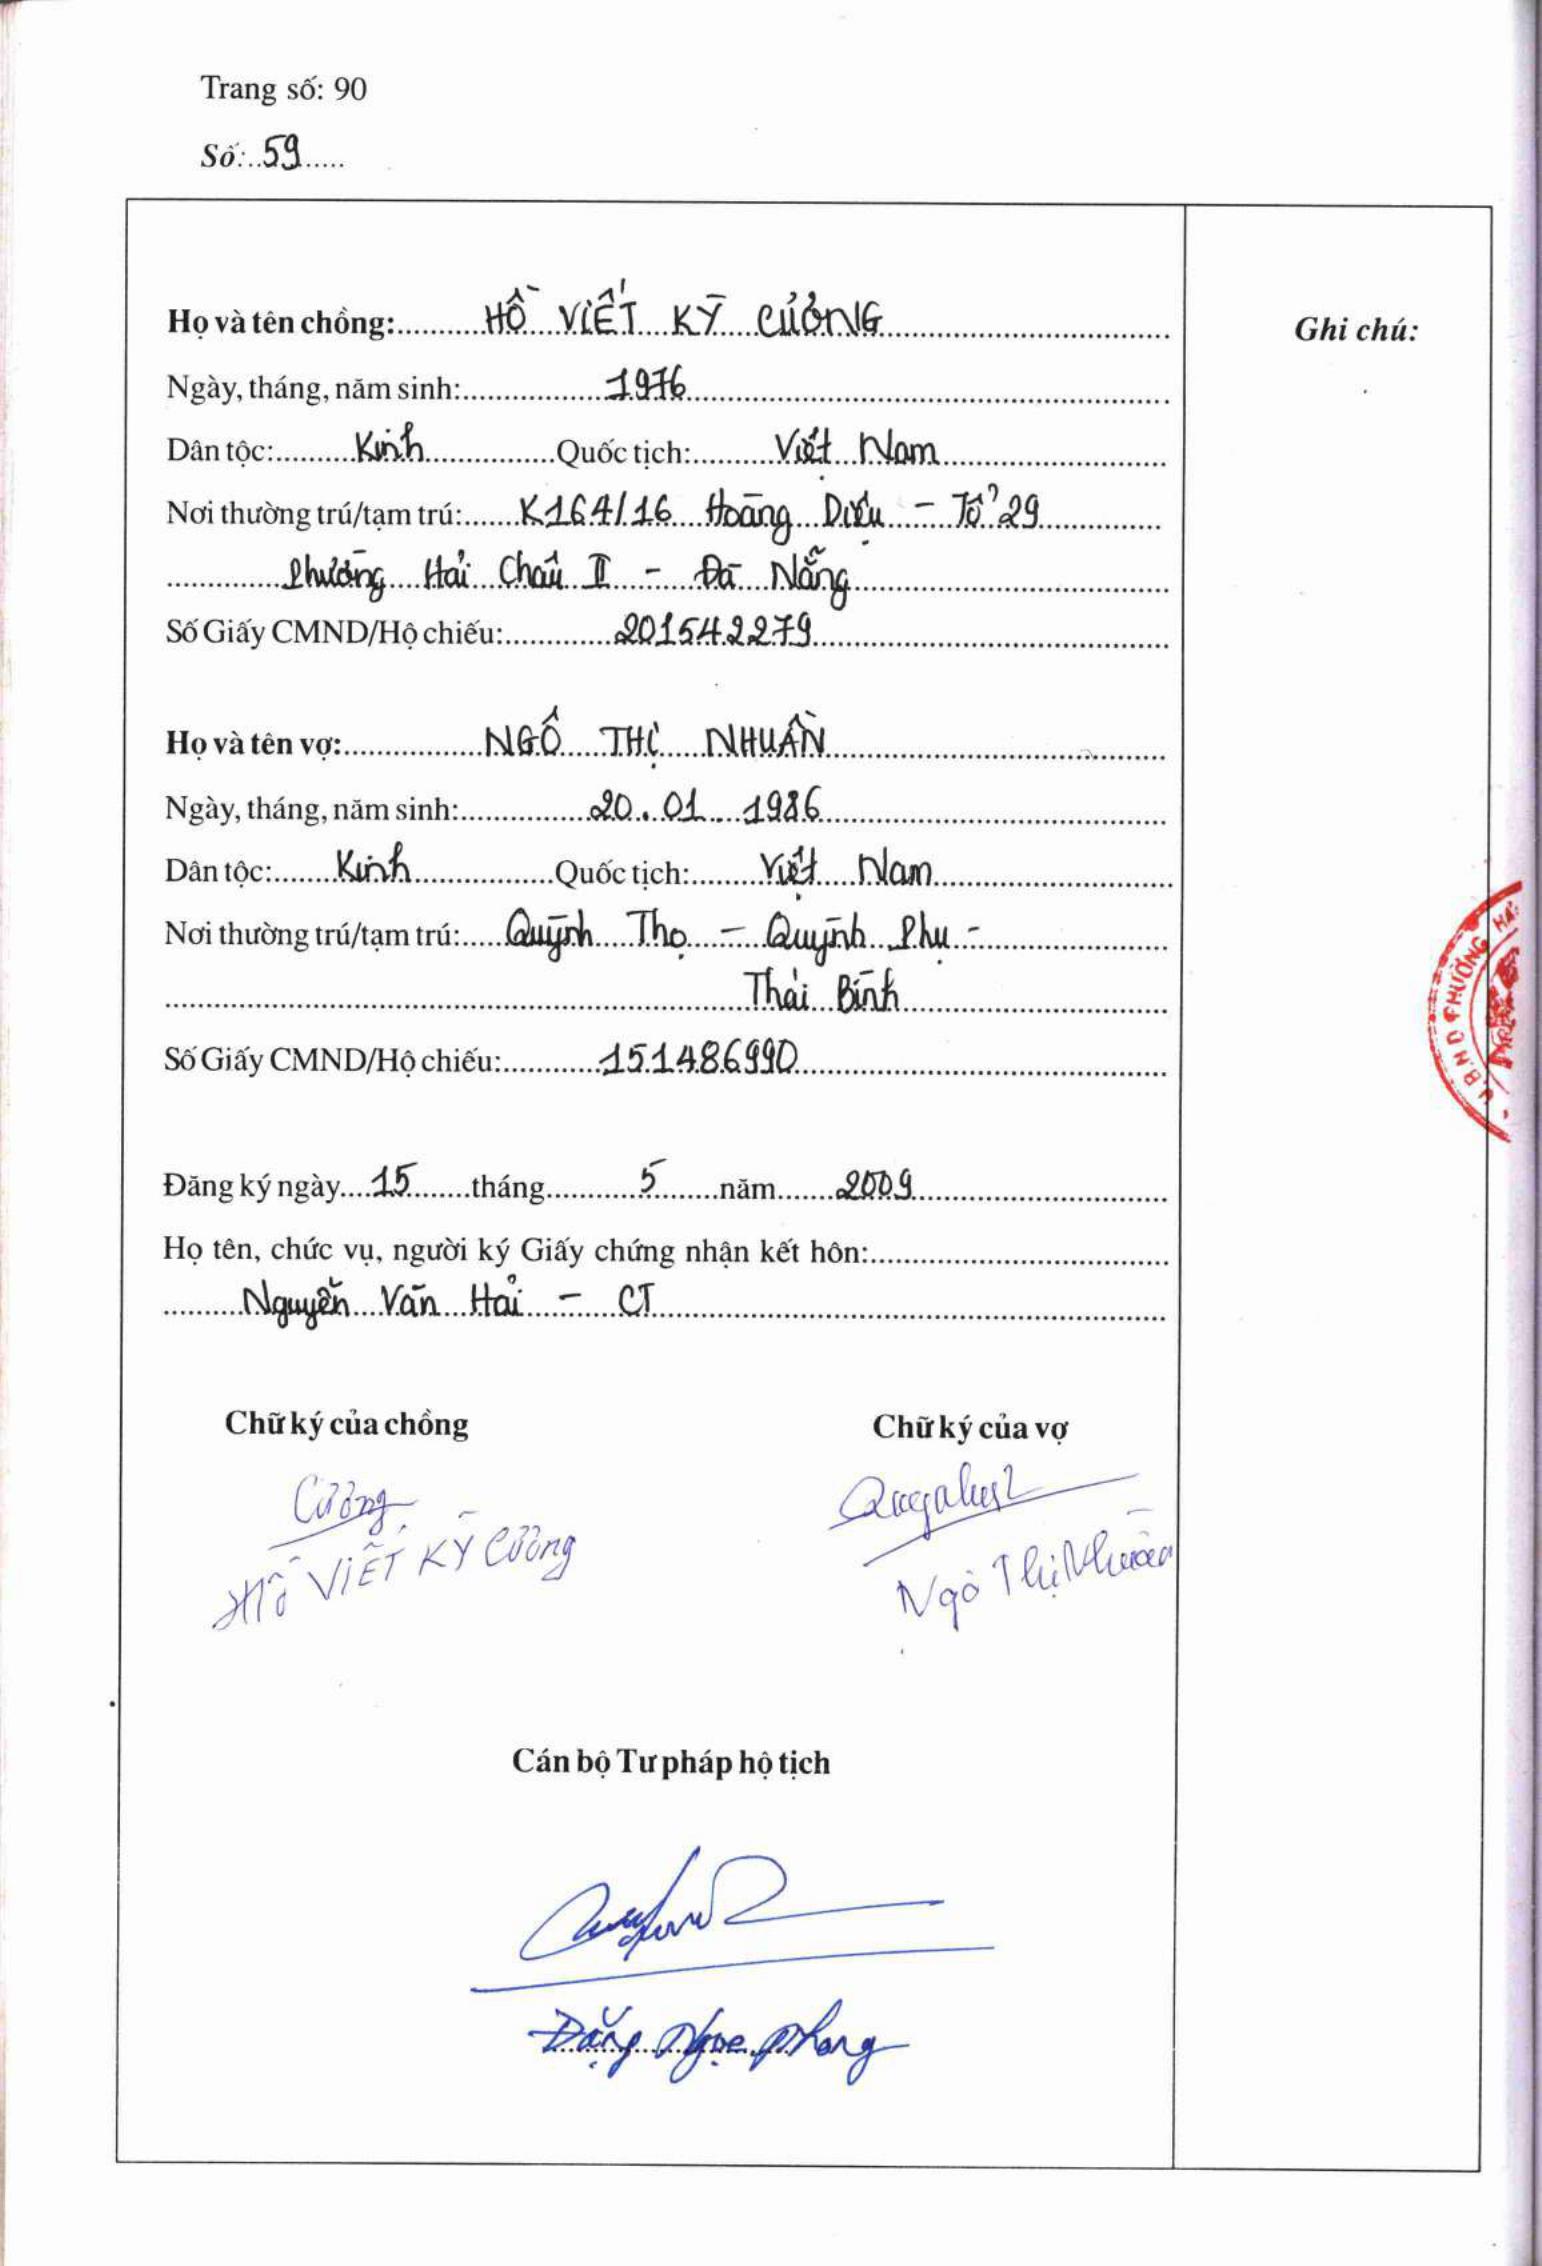 Trang số: 90
Số: 59
Họ và tên chồng: HỒ VIẾT KỲ CƯỜNG
Ghi chú:
Ngày, tháng, năm sinh: 1976
Dân tộc: Kinh Quốc tịch: Việt Nam
Nơi thường trú/tạm trú: K164/16 Hoàng Diệu - Tổ 29
Phường Hải Châu II - Đà Nẵng
Số Giấy CMND/Hộ chiếu: 201542279
Họ và tên vợ: NGÔ THỊ NHUẦN
Ngày, tháng, năm sinh: 20.01 1986
Dân tộc: Kinh Quốc tịch: Việt Nam
Nơi thường trú/tạm trú: Quỳnh Thọ - Quỳnh Phụ -
Thái Bình
Số Giấy CMND/Hộ chiếu: 151486990
U.B.N.D PHƯỜNG
Đăng ký ngày 15 tháng 5 năm 2009
Họ tên, chức vụ, người ký Giấy chứng nhận kết hôn:
Nguyễn Văn Hải - CT
Chữ ký của chồng Chữ ký của vợ
Cường
HỒ VIẾT KỲ Cường
Ngô Thị Nhuần
Cán bộ Tư pháp hộ tịch
Đặng Ngọc Phong